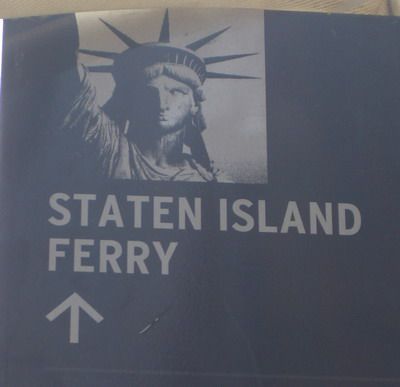 STATEN ISLAND
FERRY